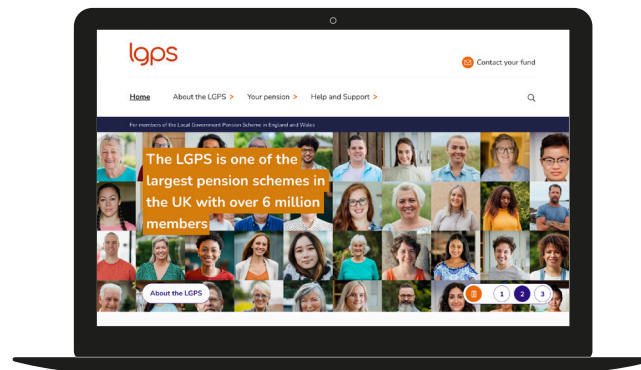 lgps
Contact your fund
Home About the LGPS > Your pension > Help and Support >
For members of the Local Government Pension Scheme in England and Wales
The LGPS is one of the
largest pension schemes in
the UK with over 6 million
members
About the LGPS
1 2 3